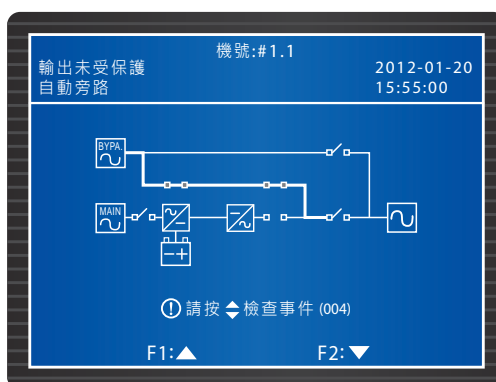 機號:#1.1
輸出未受保護
2012-01-20
自動旁路
15:55:00
BYPA.
MAIN
請按檢查事件 (004)
F1:
F2: